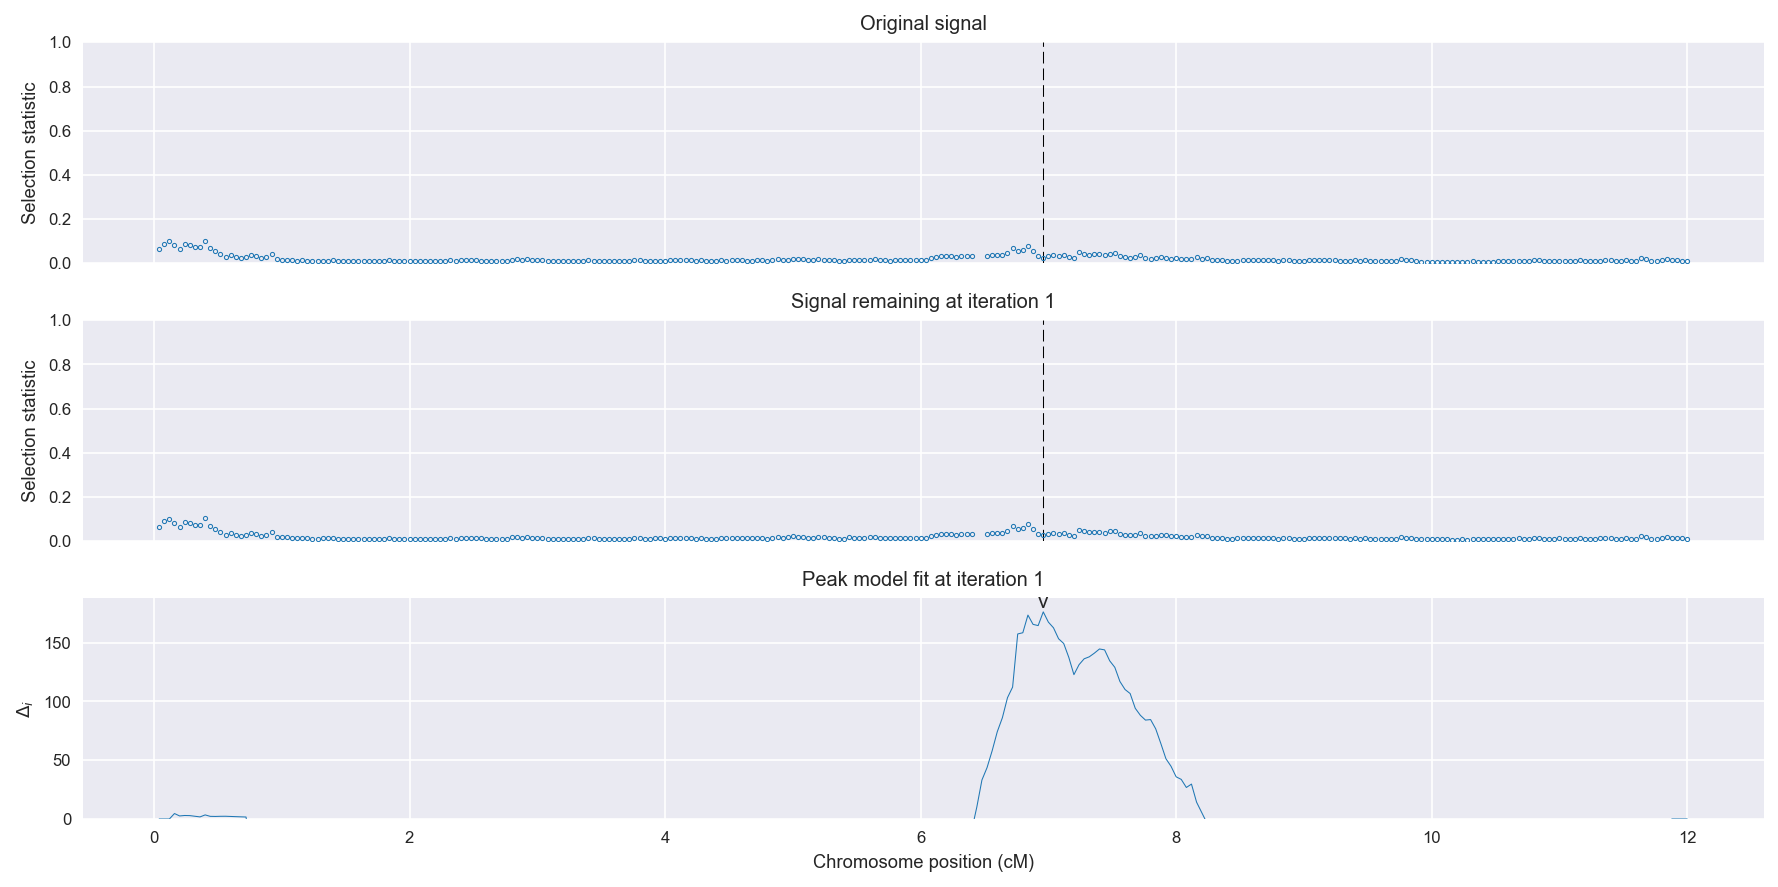 Original signal
Selection statistic
1.0
0.8
0.6
0.4
0.2
0.0
Signal remaining at iteration 1
Selection statistic
1.0
0.8
0.6
0.4
0.2
0.0
Peak model fit at iteration 1
v
Δi
150
100
50
0
0 2 4 6 8 10 12
Chromosome position (cM)